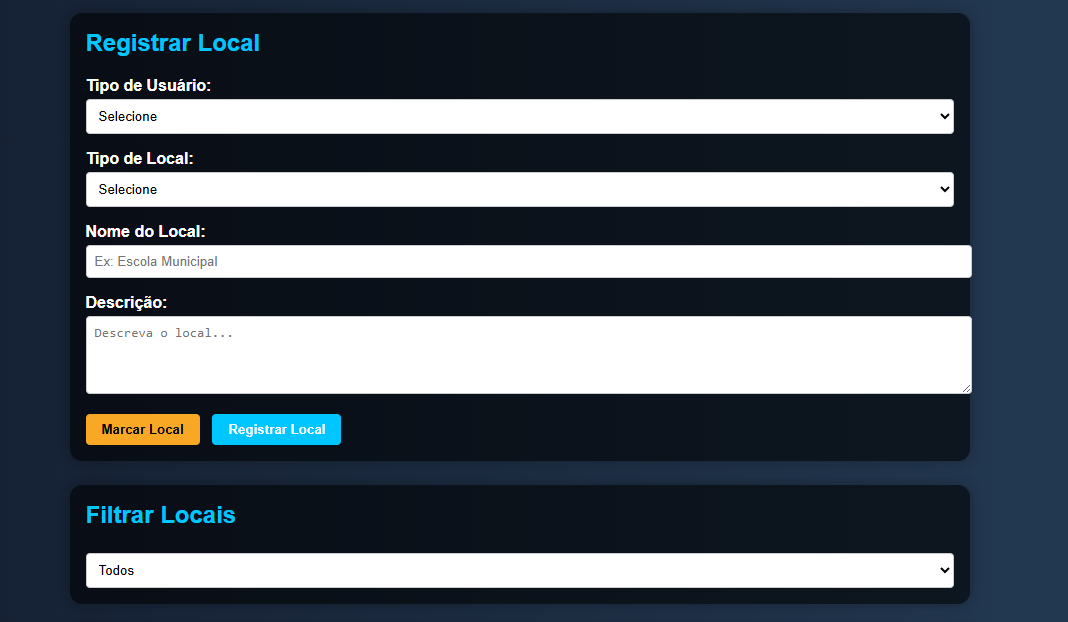 Registrar Local
Tipo de Usuário:
Selecione
Tipo de Local:
Selecione
Nome do Local:
Ex: Escola Municipal
Descrição:
Descreva o local...
Marcar Local Registrar Local
Filtrar Locais
Todos